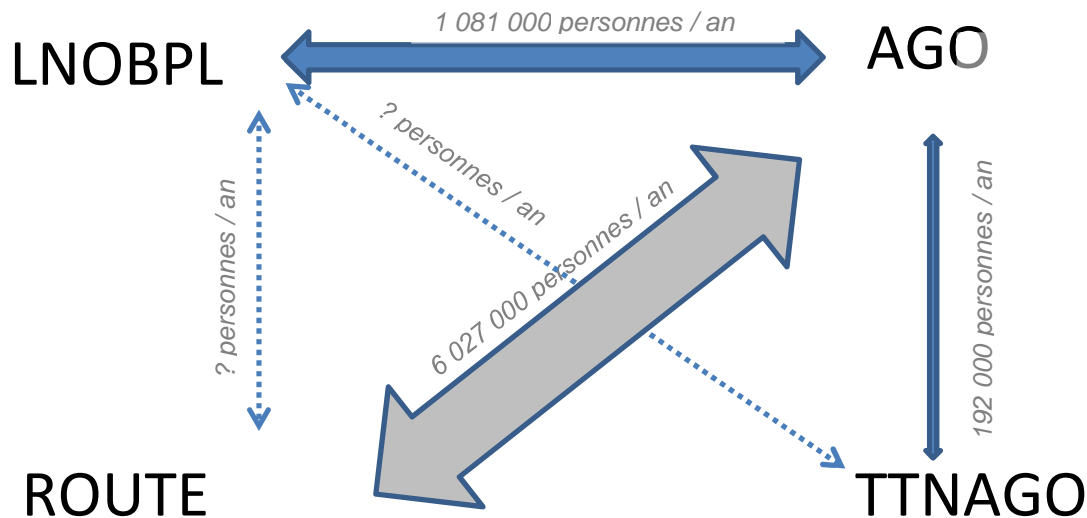 1 081 000 personnes / an
LNOBPL
AGO
? personnes / an
? personnes / an
6 027 000 personnes / an
192 000 personnes / an
ROUTE
TTNAGO